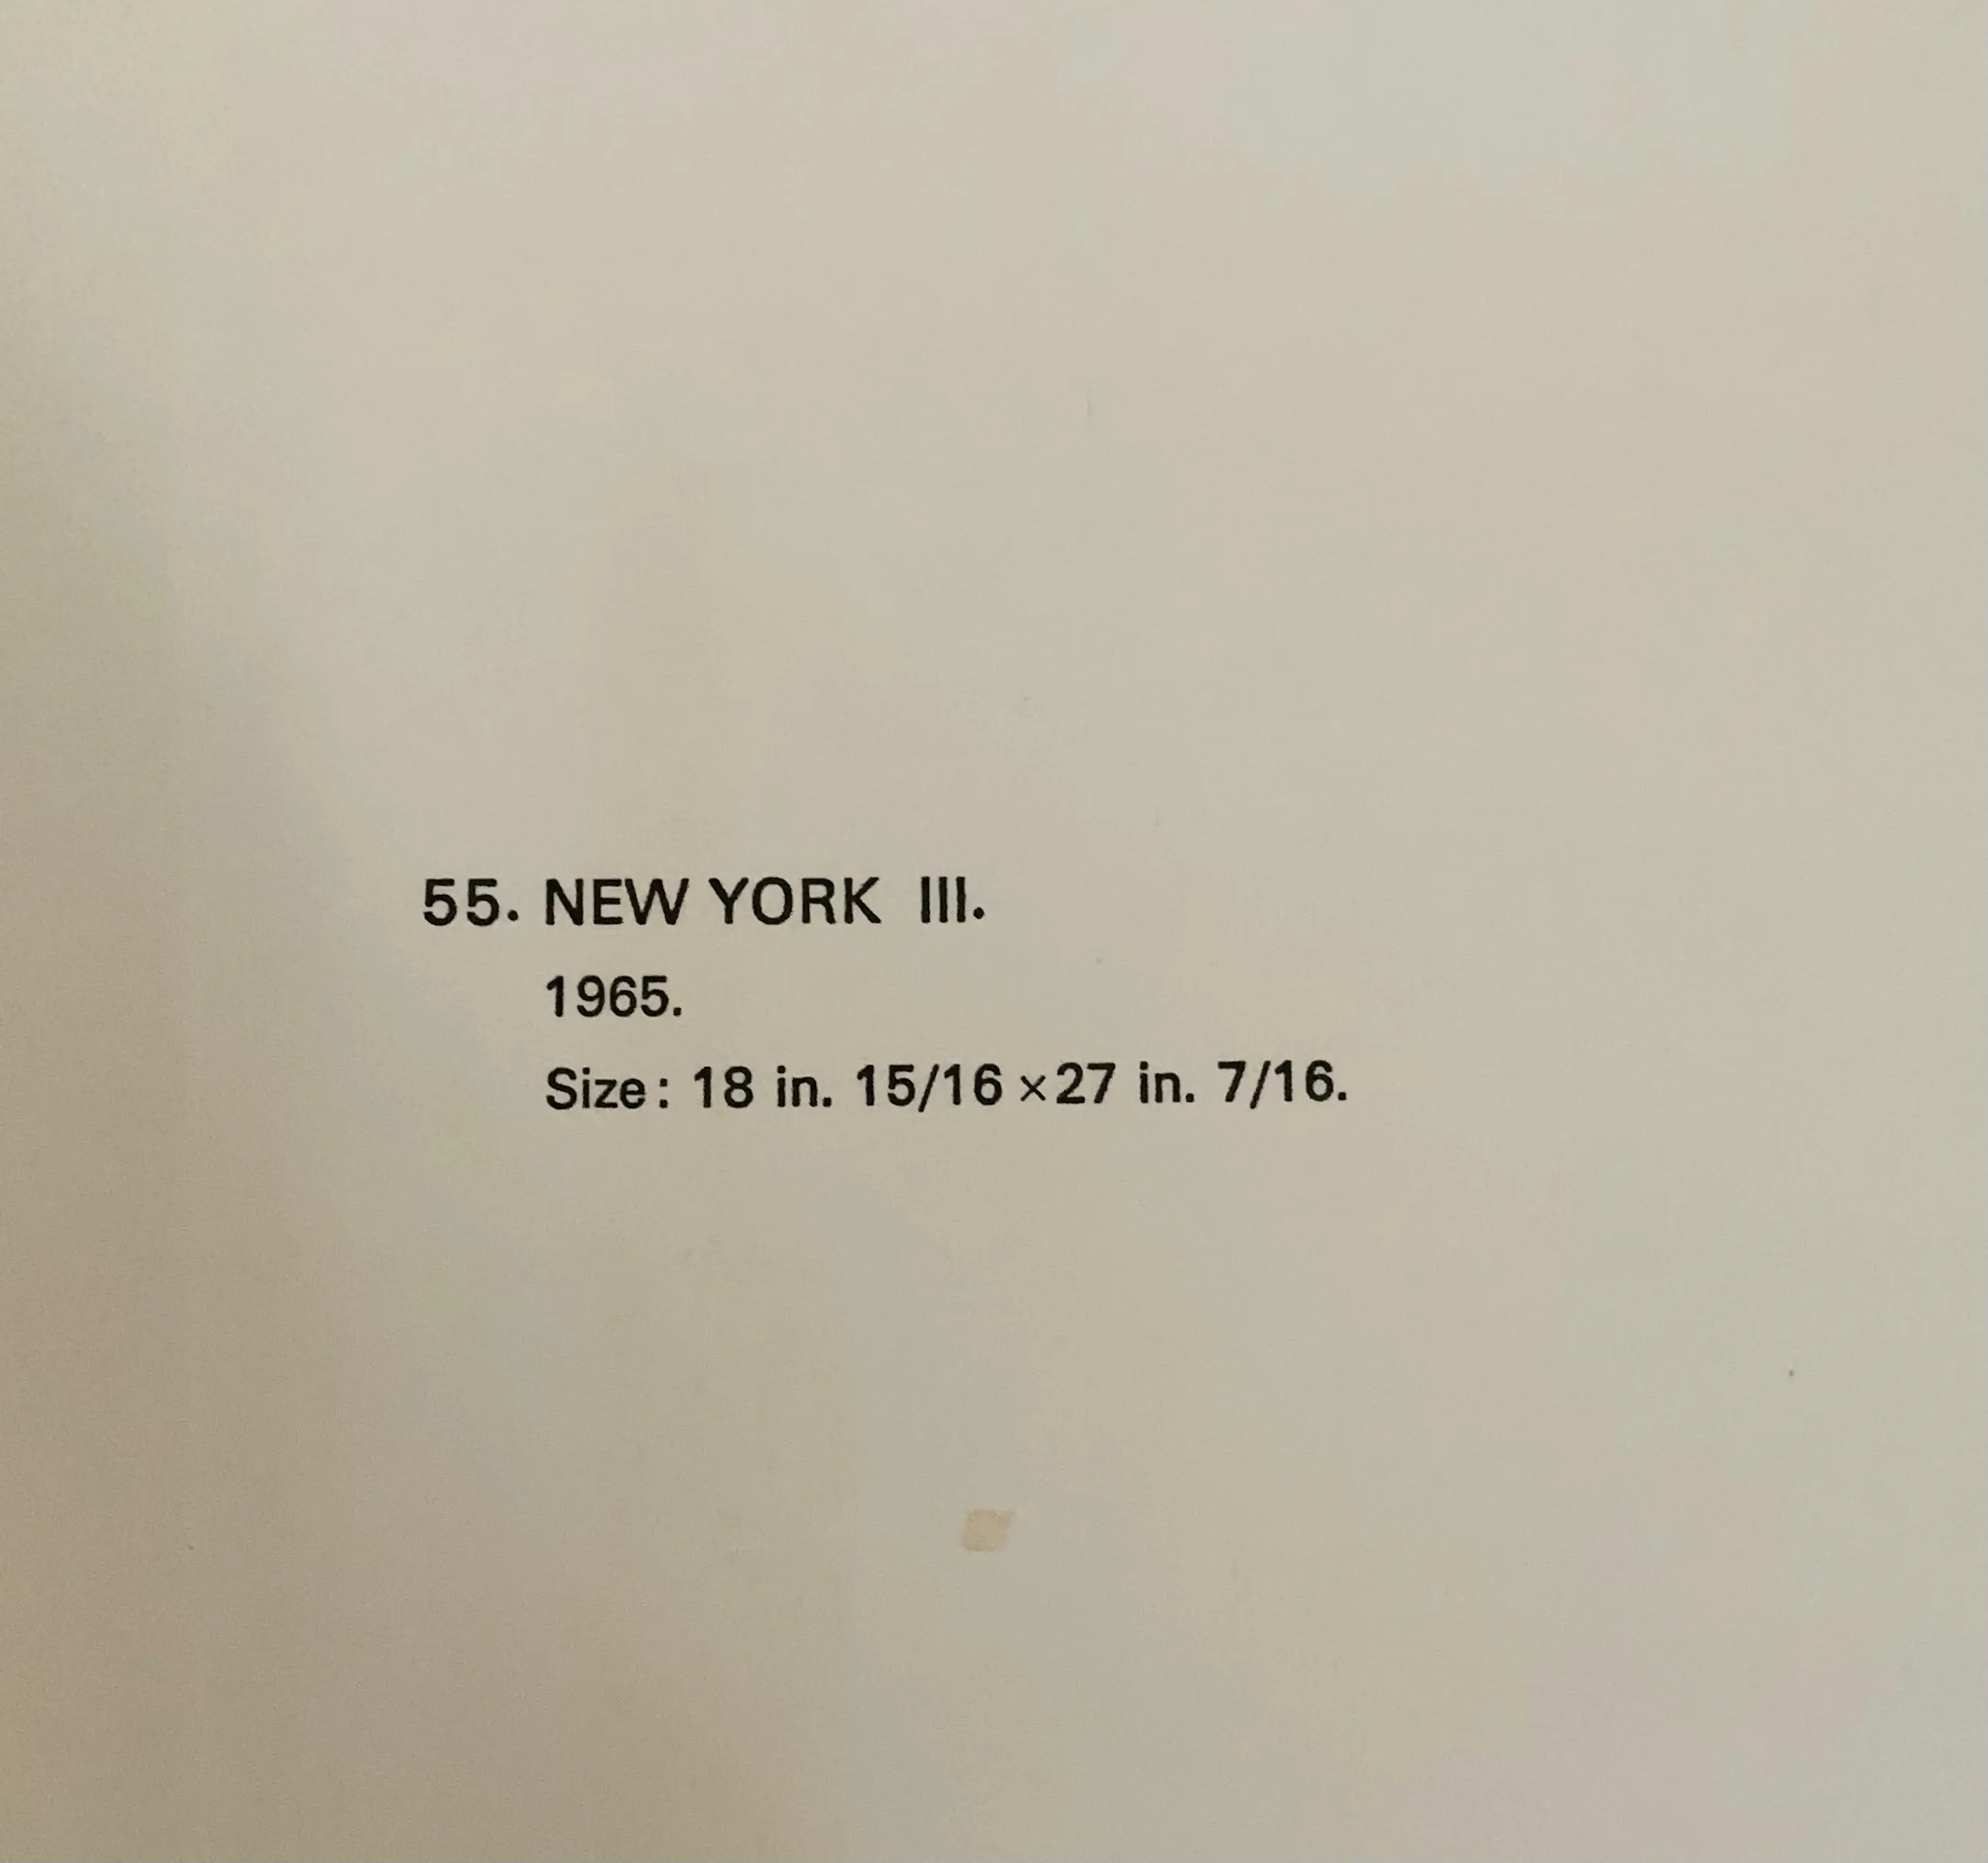 55. NEW YORK III.
1965.
Size: 18 in. 15/16 ×27 in. 7/16.